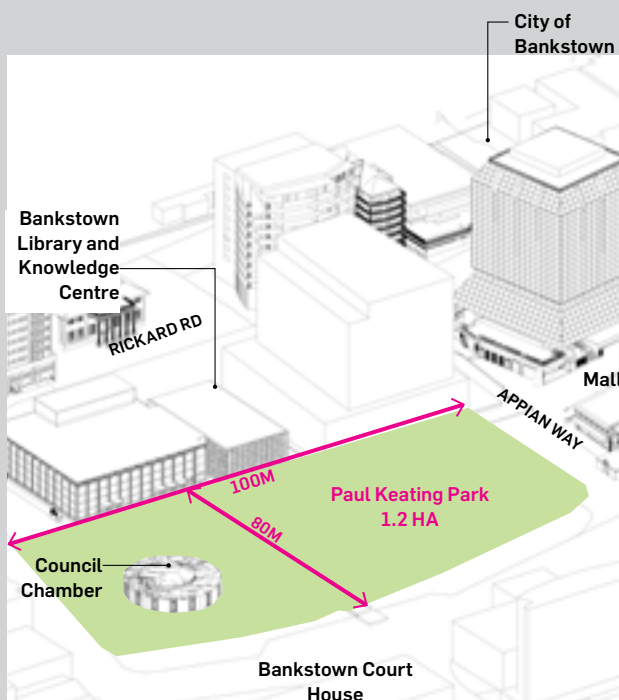 City of
Bankstown
Bankstown
Library and
Knowledge
Centre
RICKARD RD
Mall
APPIAN WAY
100M
Paul Keating Park
1.2 HA
80M
Council
Chamber
Bankstown Court
House